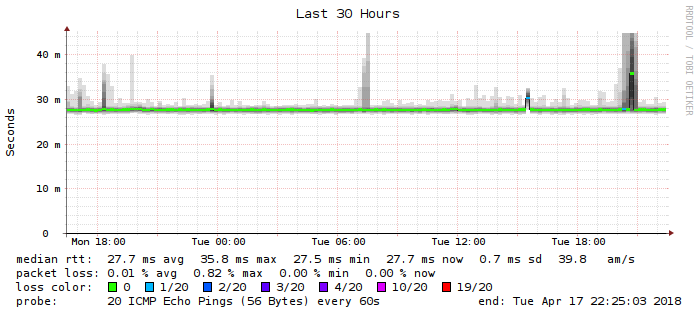 Last 30 Hours
RRDTOOL / TOBI OETIKER
Seconds
40 m
30 m
20 m
10 m
0
Mon 18:00 Tue 00:00 Tue 06:00 Tue 12:00 Tue 18:00
median rtt: 27.7 ms avg 35.8 ms max 27.5 ms min 27.7 ms now 0.7 ms sd 39.8 am/s
packet loss: 0.01 % avg 0.82 % max 0.00 % min 0.00 % now
loss color: 0 1/20 2/20 3/20 4/20 10/20 19/20
probe: 20 ICMP Echo Pings (56 Bytes) every 60s end: Tue Apr 17 22:25:03 2018